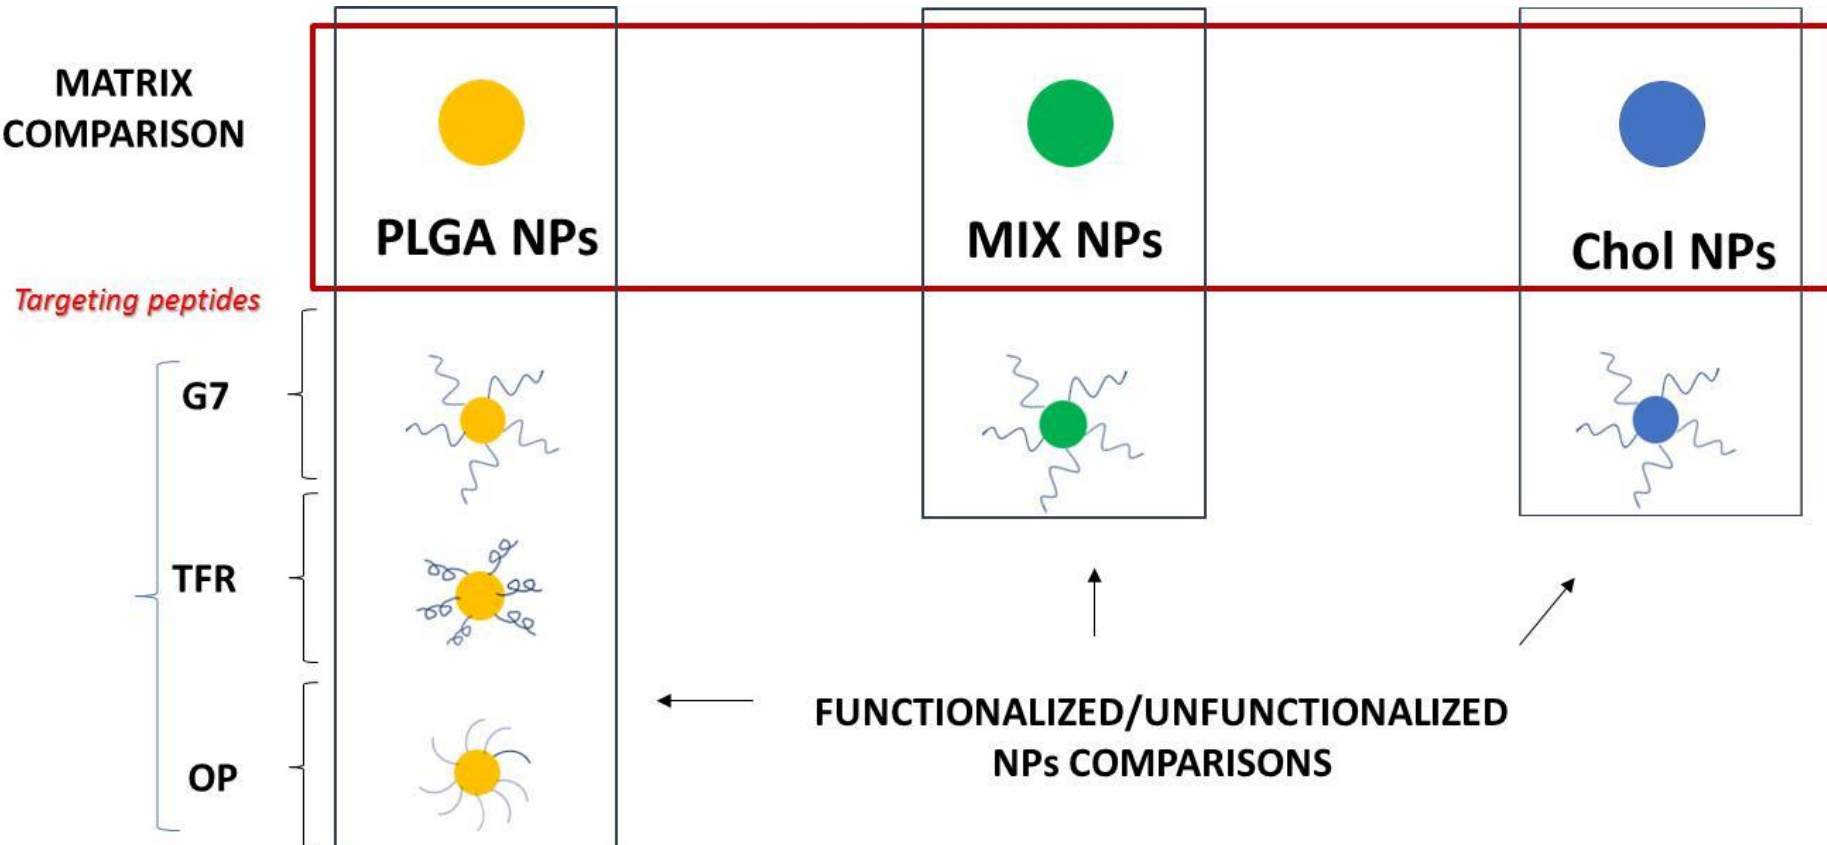 MATRIX
COMPARISON
PLGA NPs
MIX NPs
Chol NPs
Targeting peptides
G7
TFR
OP
FUNCTIONALIZED/UNFUNCTIONALIZED
NPs COMPARISONS